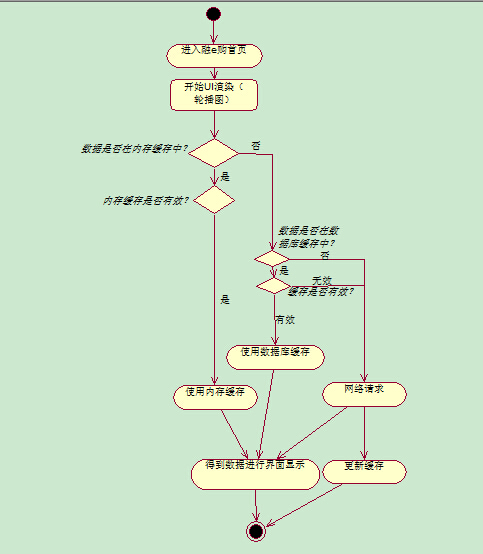 进入融e购首页
开始UI渲染（
轮播图）
数据是否在内存缓存中?
否
是
内存缓存是否有效?
数据是否在数
据库缓存中?
否
是
无效
缓存是否有效?
是
有效
使用数据库缓存
使用内存缓存
网络请求
得到数据进行界面显示
更新缓存